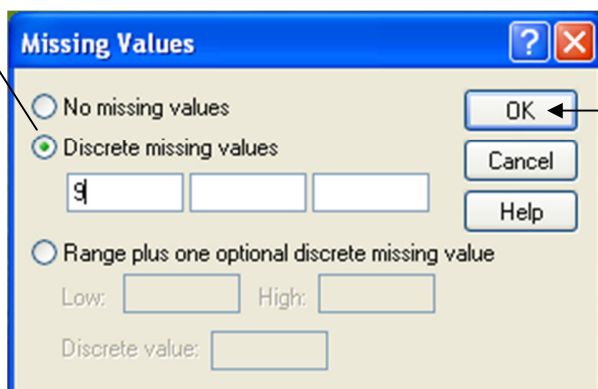 Missing Values
No missing values
OK
Discrete missing values
Cancel
9
Help
Range plus one optional discrete missing value
Low: High:
Discrete value: